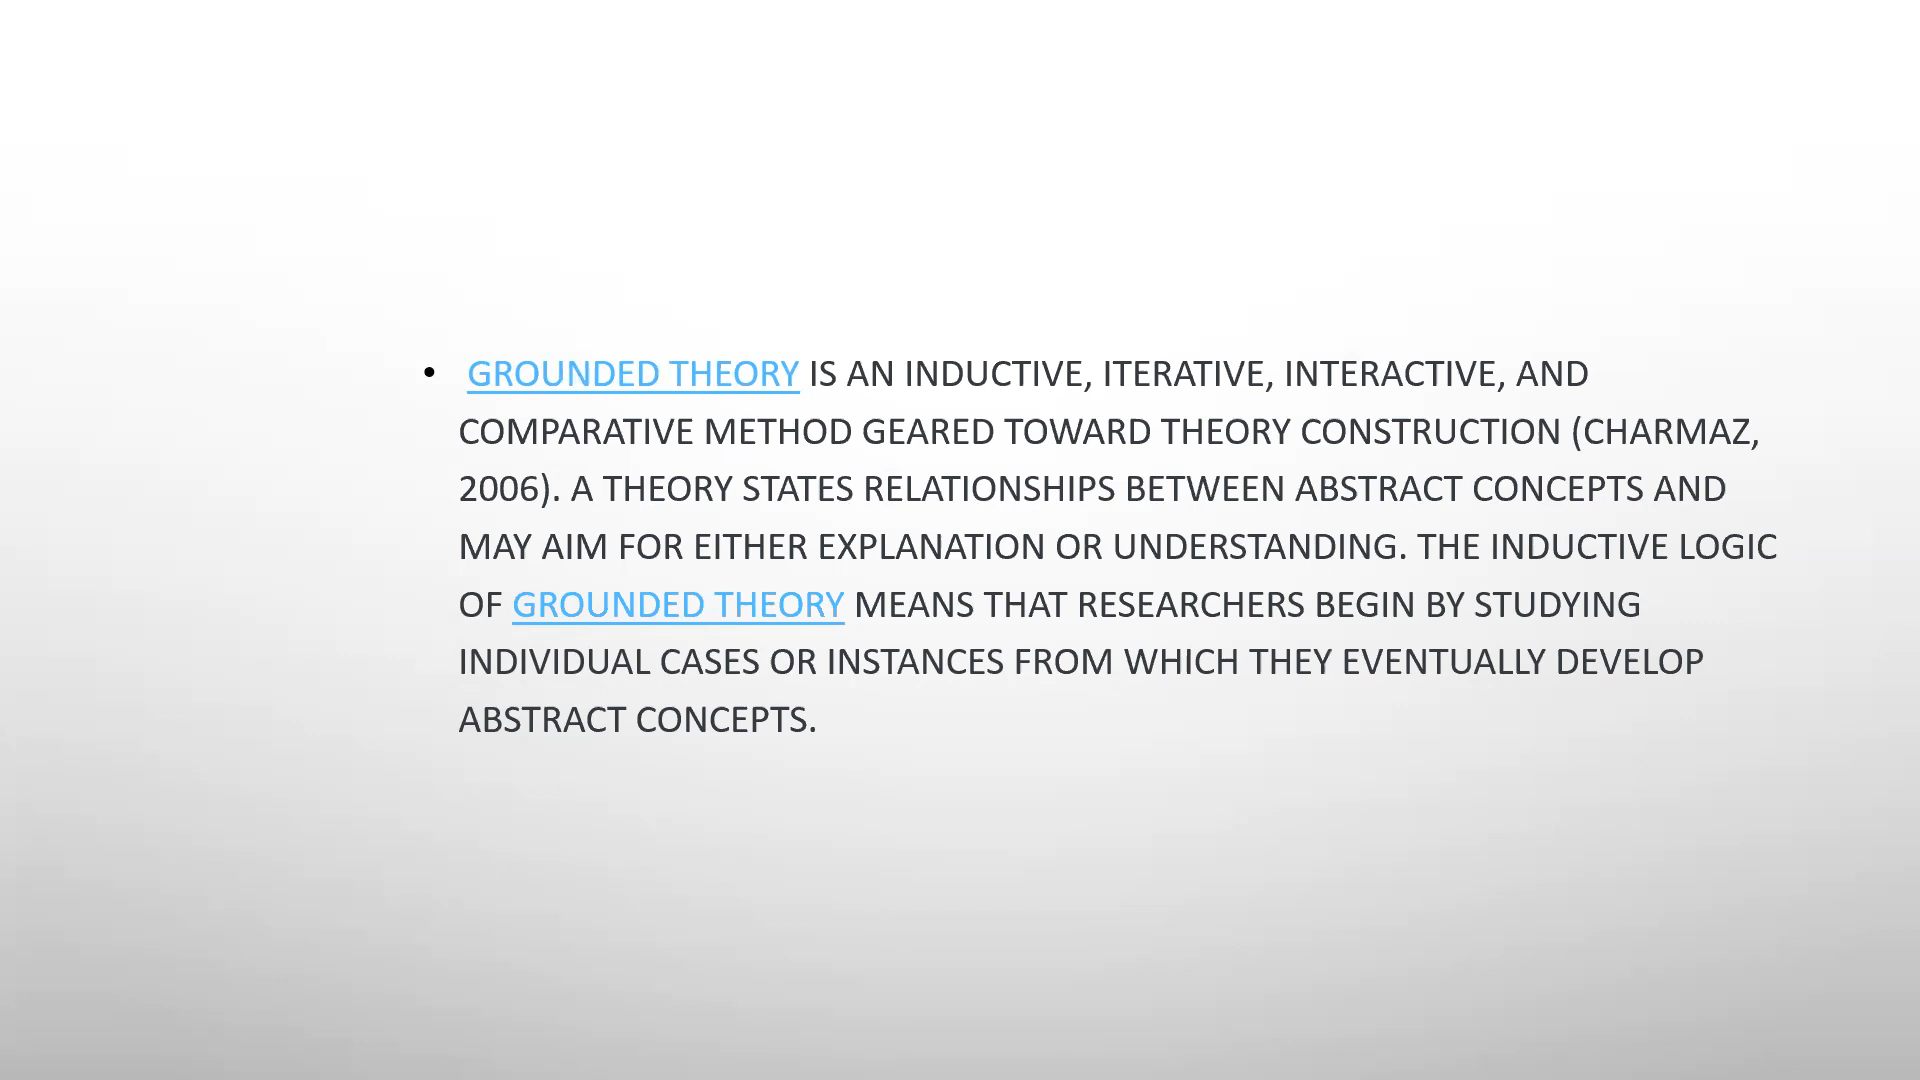 • GROUNDED THEORY IS AN INDUCTIVE, ITERATIVE, INTERACTIVE, AND
COMPARATIVE METHOD GEARED TOWARD THEORY CONSTRUCTION (CHARMAZ,
2006). A THEORY STATES RELATIONSHIPS BETWEEN ABSTRACT CONCEPTS AND
MAY AIM FOR EITHER EXPLANATION OR UNDERSTANDING. THE INDUCTIVE LOGIC
OF GROUNDED THEORY MEANS THAT RESEARCHERS BEGIN BY STUDYING
INDIVIDUAL CASES OR INSTANCES FROM WHICH THEY EVENTUALLY DEVELOP
ABSTRACT CONCEPTS.